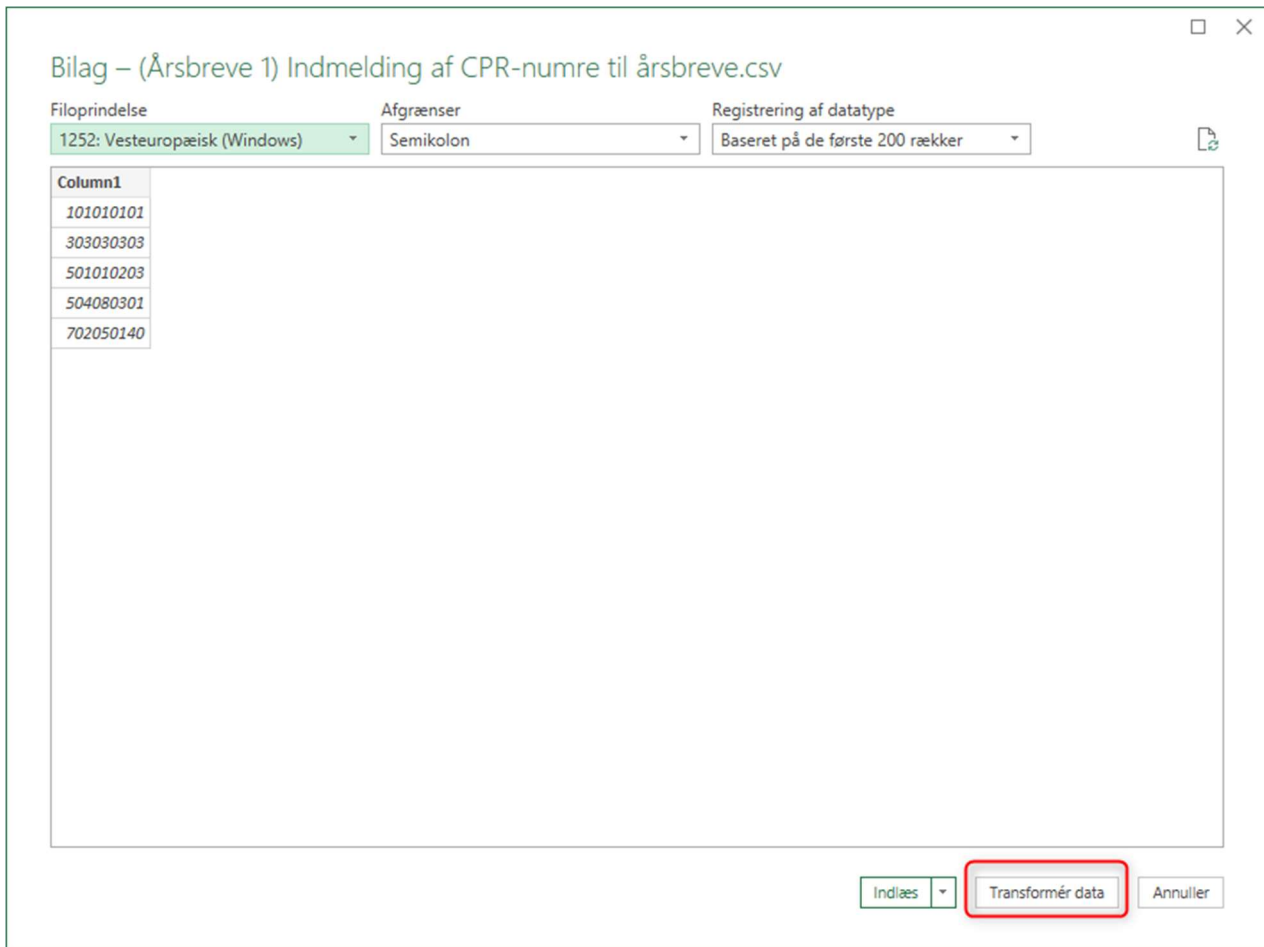 Bilag – (Årsbreve 1) Indmelding af CPR-numre til årsbreve.csv
Filoprindelse Afgrænser Registrering af datatype
1252: Vesteuropæisk (Windows) Semikolon Baseret på de første 200 rækker
Column1
101010101
303030303
501010203
504080301
702050140
Indlæs Transformér data Annuller